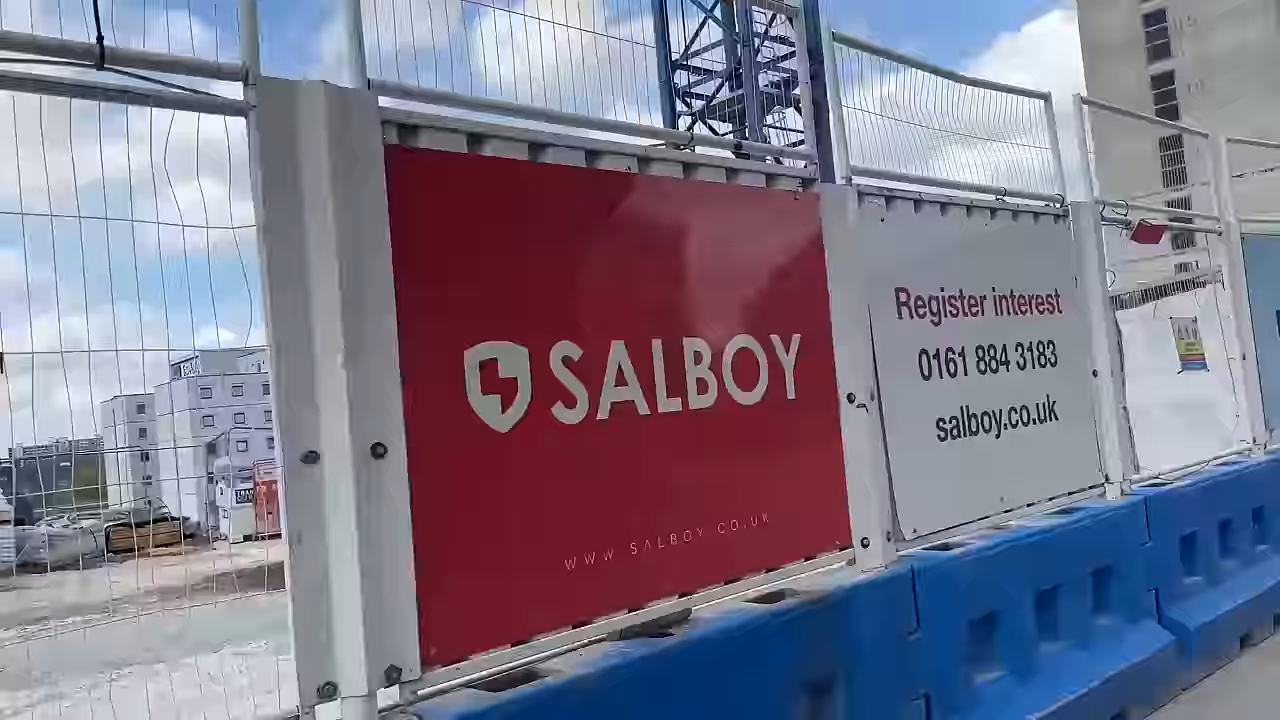 SALBOY
WWW SALBOY CO.UK
Register interest
0161 884 3183
salboy.co.uk